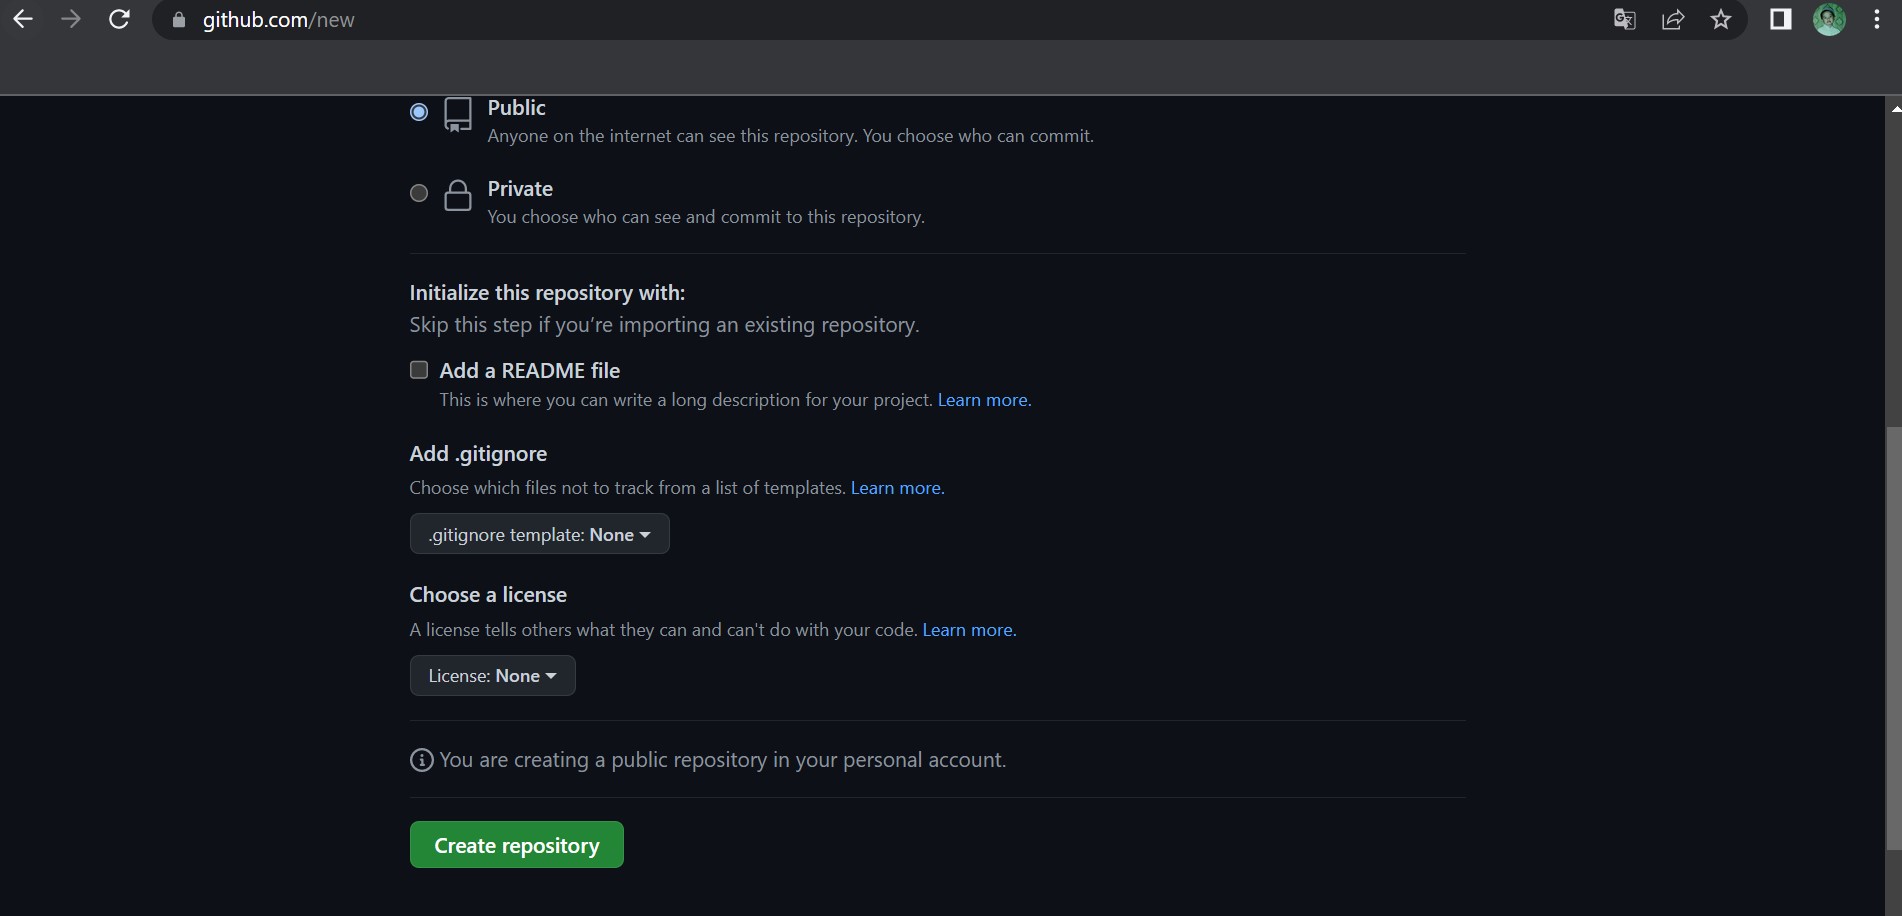 github.com/new
Public
Anyone on the internet can see this repository. You choose who can commit.
Private
You choose who can see and commit to this repository.
Initialize this repository with:
Skip this step if you’re importing an existing repository.
Add a README file
This is where you can write a long description for your project. Learn more.
Add .gitignore
Choose which files not to track from a list of templates. Learn more.
.gitignore template: None
Choose a license
A license tells others what they can and can't do with your code. Learn more.
License: None
You are creating a public repository in your personal account.
Create repository